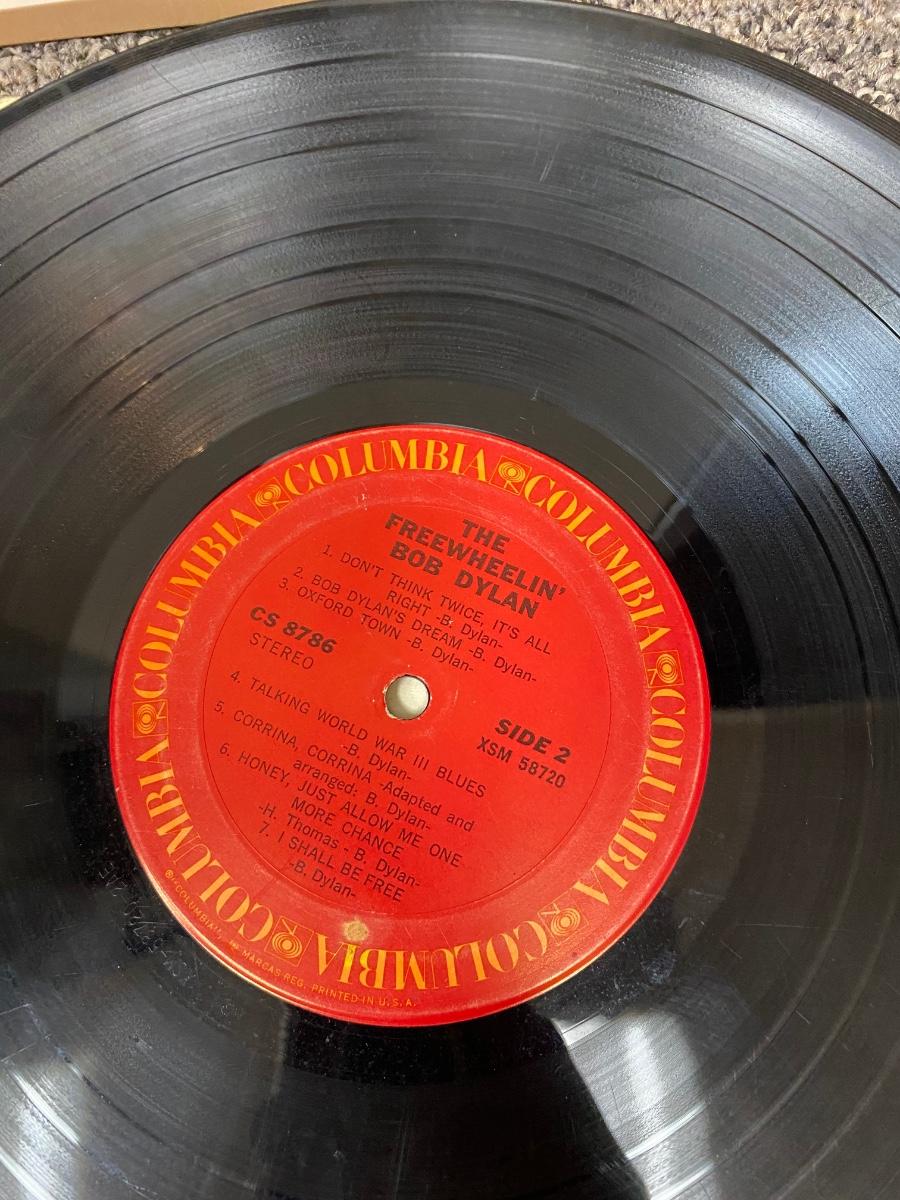 COLUMBIA COLUMBIA COLUMBIA COLUMBIA COLUMBIA COLUMBIA COLUMBIA
THE
FREEWHEELIN'
BOB DYLAN
1. DON'T THINK TWICE, IT'S ALL
RIGHT -B. Dylan-
2. BOB DYLAN'S DREAM -B. Dylan-
3. OXFORD TOWN -B. Dylan-
CS 8786
STEREO
SIDE 2
XSM 58720
4. TALKING WORLD WAR III BLUES
-B. Dylan-
5. CORRINA, CORRINA -Adapted and
arranged: B. Dylan-
6. HONEY, JUST ALLOW ME ONE
MORE CHANCE
-H. Thomas - B. Dylan-
7. I SHALL BE FREE
-B. Dylan-
® "COLUMBIA", MARCAS REG. PRINTED IN U.S.A.